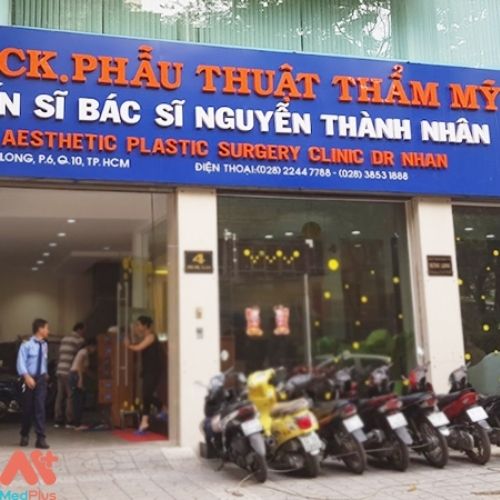 CK.PHẪU THUẬT THẨM MỸ
N SĨ BÁC SĨ NGUYỄN THÀNH NHÂN
AESTHETIC PLASTIC SURGERY CLINIC DR NHAN
LONG, P.6, Q.10, TP.HCM
ĐIỆN THOẠI:(028) 2244 7788 - (028) 3853 1888
4
MedPlus